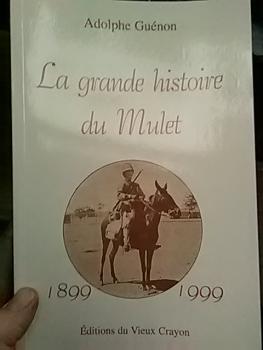 Adolphe Guénon
La grande histoire
du Mulet
1899 1999
Éditions du Vieux Crayon